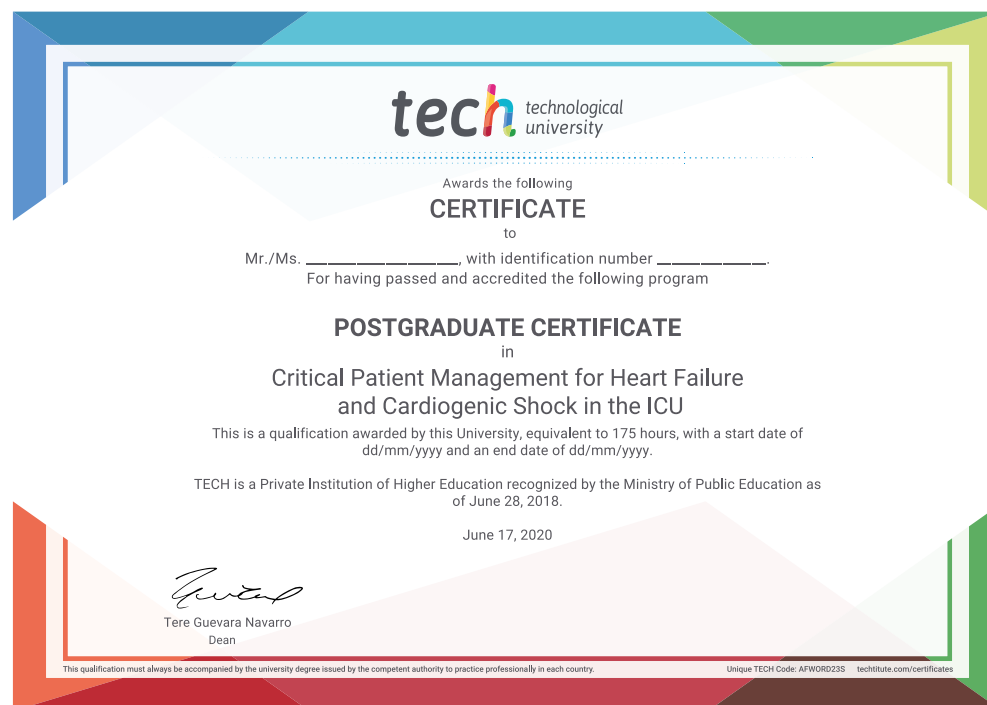 tech technological
university
Awards the following
CERTIFICATE
to
Mr./Ms. ____________________, with identification number ______________.
For having passed and accredited the following program
POSTGRADUATE CERTIFICATE
in
Critical Patient Management for Heart Failure
and Cardiogenic Shock in the ICU
This is a qualification awarded by this University, equivalent to 175 hours, with a start date of
dd/mm/yyyy and an end date of dd/mm/yyyy.
TECH is a Private Institution of Higher Education recognized by the Ministry of Public Education as
of June 28, 2018.
June 17, 2020
Tere Guevara Navarro
Dean
This qualification must always be accompanied by the university degree issued by the competent authority to practice professionally in each country.
Unique TECH Code: AFWORD23S techtitute.com/certificates